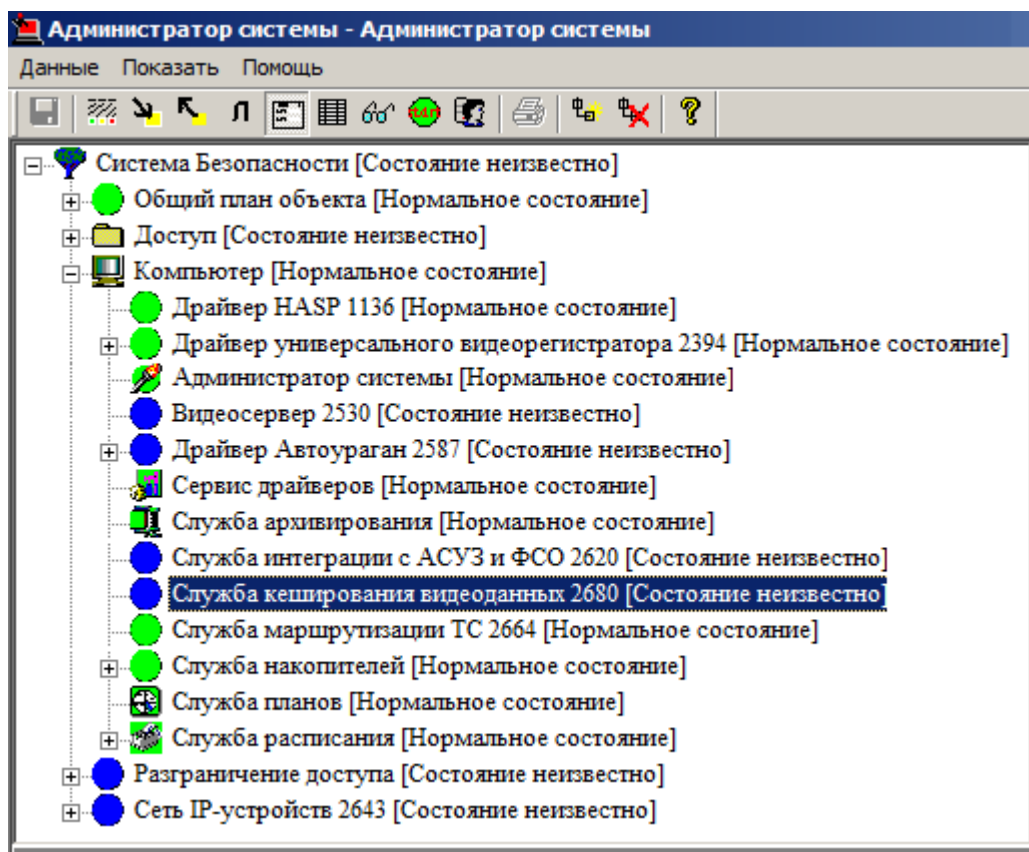 Администратор системы - Администратор системы
Данные Показать Помощь
Л
Система Безопасности [Состояние неизвестно]
Общий план объекта [Нормальное состояние]
Доступ [Состояние неизвестно]
Компьютер [Нормальное состояние]
Драйвер HASP 1136 [Нормальное состояние]
Драйвер универсального видеорегистратора 2394 [Нормальное состояние]
Администратор системы [Нормальное состояние]
Видеосервер 2530 [Состояние неизвестно]
Драйвер Автоураган 2587 [Состояние неизвестно]
Сервис драйверов [Нормальное состояние]
Служба архивирования [Нормальное состояние]
Служба интеграции с АСУЗ и ФСО 2620 [Состояние неизвестно]
Служба кеширования видеоданных 2680 [Состояние неизвестно]
Служба маршрутизации ТС 2664 [Нормальное состояние]
Служба накопителей [Нормальное состояние]
Служба планов [Нормальное состояние]
Служба расписания [Нормальное состояние]
Разграничение доступа [Состояние неизвестно]
Сеть IP-устройств 2643 [Состояние неизвестно]